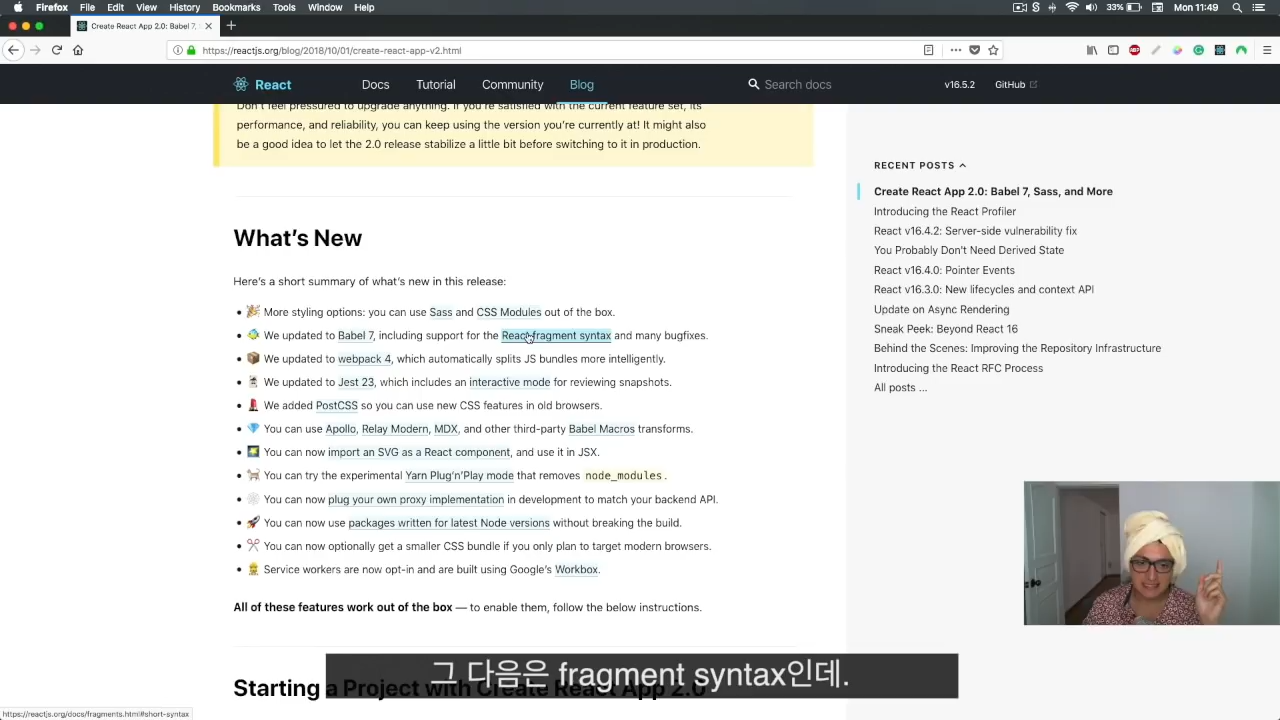 Firefox File Edit View History Bookmarks Tools Window Help
33% Mon 11:49
Create React App 2.0: Babel 7,
https://reactjs.org/blog/2018/10/01/create-react-app-v2.html
React
Docs Tutorial Community Blog
Search docs
v16.5.2 GitHub
Don't feel pressured to upgrade anything. If you're satisfied with the current feature set, its
performance, and reliability, you can keep using the version you're currently at! It might also
be a good idea to let the 2.0 release stabilize a little bit before switching to it in production.
What's New
Here's a short summary of what's new in this release:
• More styling options: you can use Sass and CSS Modules out of the box.
• We updated to Babel 7, including support for the React fragment syntax and many bugfixes.
• We updated to webpack 4, which automatically splits JS bundles more intelligently.
• We updated to Jest 23, which includes an interactive mode for reviewing snapshots.
• We added PostCSS so you can use new CSS features in old browsers.
• You can use Apollo, Relay Modern, MDX, and other third-party Babel Macros transforms.
• You can now import an SVG as a React component, and use it in JSX.
• You can try the experimental Yarn Plug'n'Play mode that removes node_modules.
• You can now plug your own proxy implementation in development to match your backend API.
• You can now use packages written for latest Node versions without breaking the build.
• You can now optionally get a smaller CSS bundle if you only plan to target modern browsers.
• Service workers are now opt-in and are built using Google's Workbox.
All of these features work out of the box — to enable them, follow the below instructions.
Starting a Project with Create React App 2.0
그 다음은 fragment syntax인데.
https://reactjs.org/docs/fragments.html#short-syntax
RECENT POSTS
Create React App 2.0: Babel 7, Sass, and More
Introducing the React Profiler
React v16.4.2: Server-side vulnerability fix
You Probably Don't Need Derived State
React v16.4.0: Pointer Events
React v16.3.0: New lifecycles and context API
Update on Async Rendering
Sneak Peek: Beyond React 16
Behind the Scenes: Improving the Repository Infrastructure
Introducing the React RFC Process
All posts ...